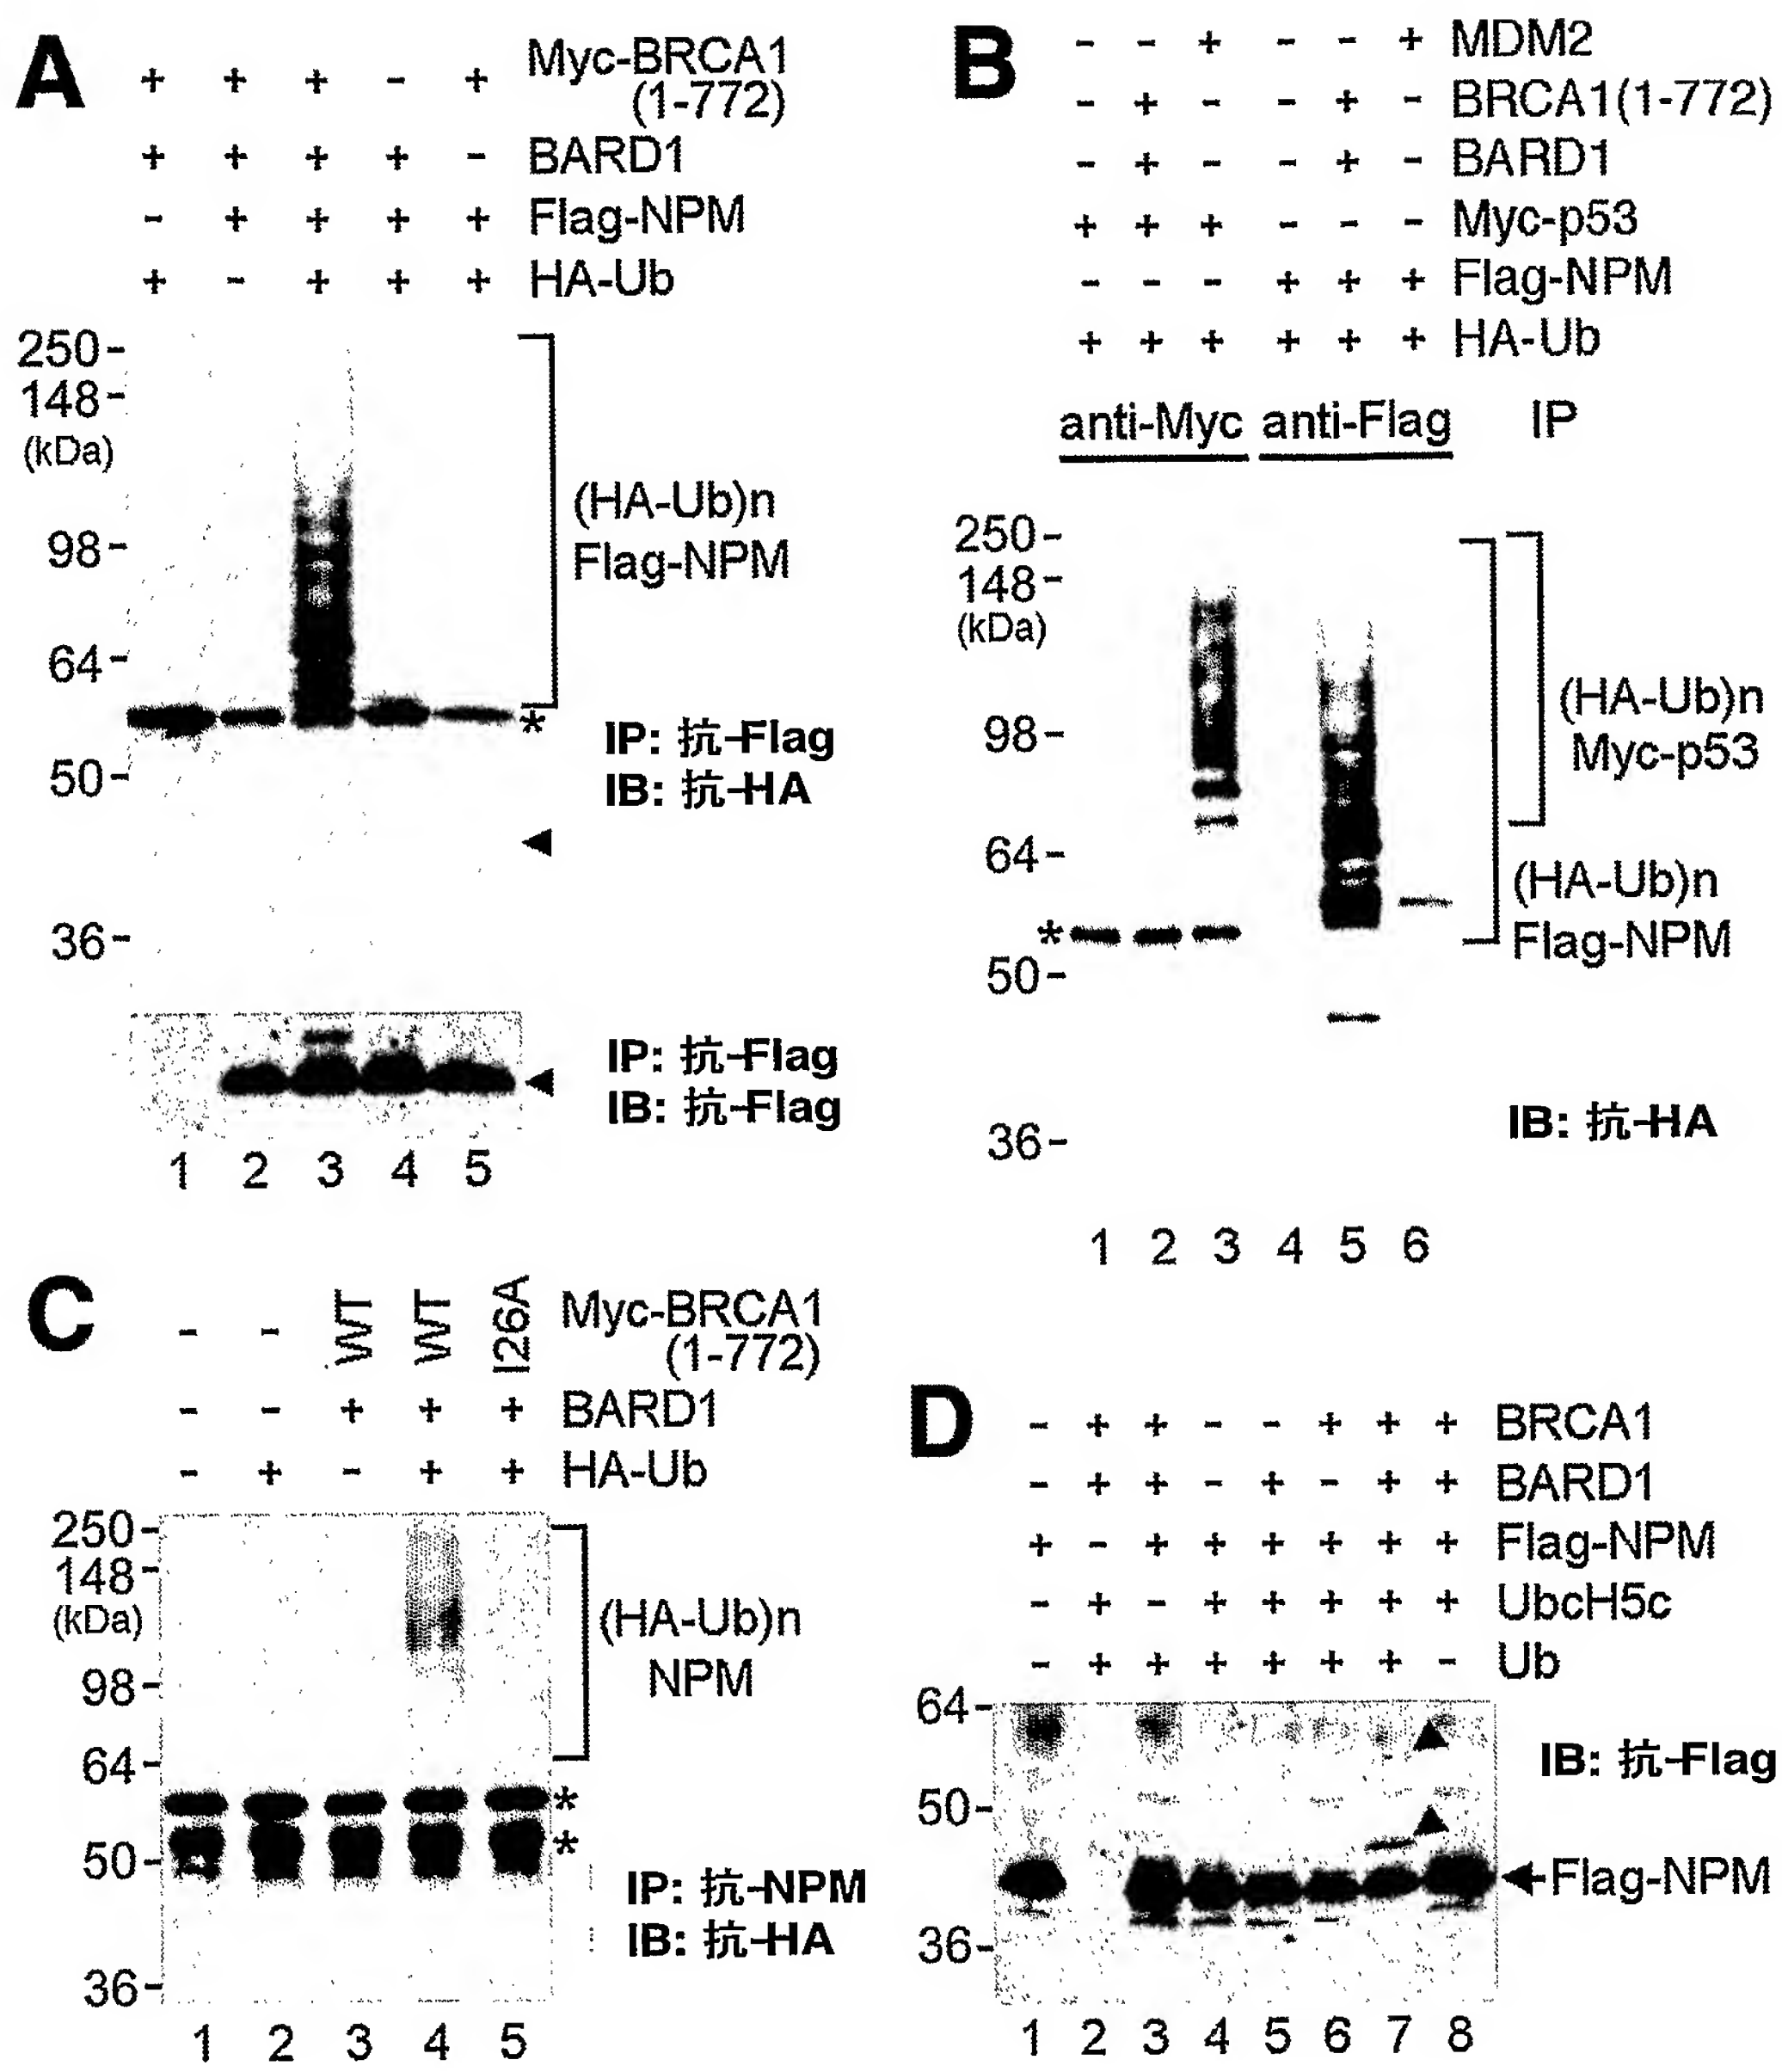 A
+ + + - + Myc-BRCA1
(1-772)
+ + + + - BARD1
- + + + + Flag-NPM
+ - + + + HA-Ub
250-
148-
(kDa)
98-
64-
50-
36-
(HA-Ub)n
Flag-NPM
*
IP: 抗-Flag
IB: 抗-HA
IP: 抗-Flag
IB: 抗-Flag
1 2 3 4 5
B
- - + - - + MDM2
- + - - + - BRCA1(1-772)
- + - - + - BARD1
+ + + - - - Myc-p53
- - - + + + Flag-NPM
+ + + + + + HA-Ub
anti-Myc anti-Flag IP
250-
148-
(kDa)
98-
64-
*
50-
36-
(HA-Ub)n
Myc-p53
(HA-Ub)n
Flag-NPM
IB: 抗-HA
1 2 3 4 5 6
C
- - WT WT I26A Myc-BRCA1
(1-772)
- - + + + BARD1
- + - + + HA-Ub
250-
148-
(kDa)
98-
64-
50-
36-
(HA-Ub)n
NPM
*
*
IP: 抗-NPM
IB: 抗-HA
1 2 3 4 5
D
- + + - - + + + BRCA1
- + + - + - + + BARD1
+ - + + + + + + Flag-NPM
- + - + + + + + UbcH5c
- + + + + + + - Ub
64-
50-
36-
IB: 抗-Flag
Flag-NPM
1 2 3 4 5 6 7 8